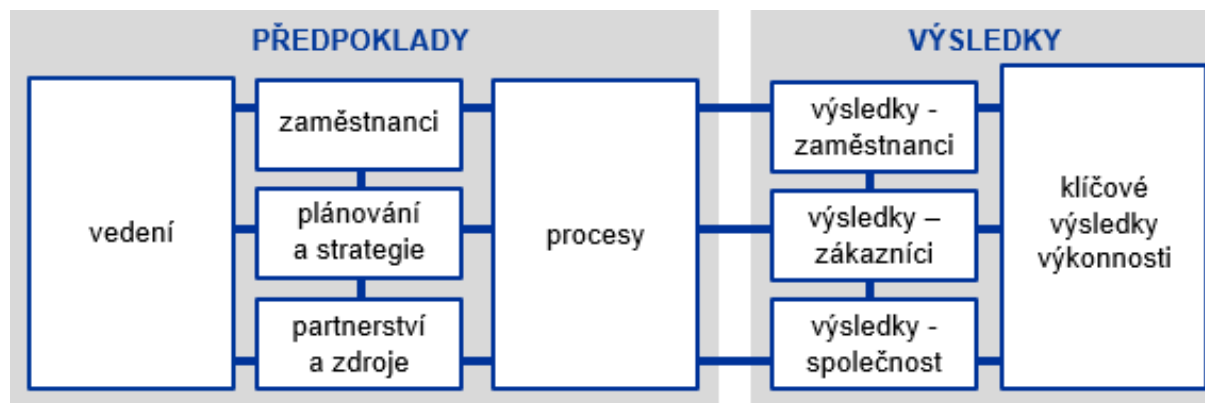 PŘEDPOKLADY
vedení
zaměstnanci
plánování
a strategie
partnerství
a zdroje
procesy
VÝSLEDKY
výsledky -
zaměstnanci
výsledky –
zákazníci
výsledky -
společnost
klíčové
výsledky
výkonnosti